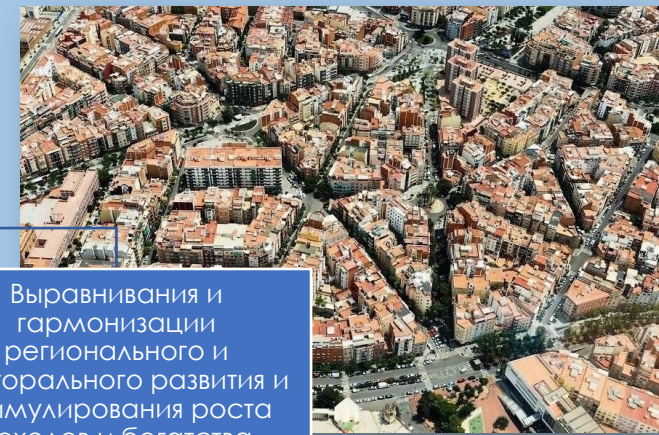 Выравнивания и
гармонизации
регионального и
развития и
роста